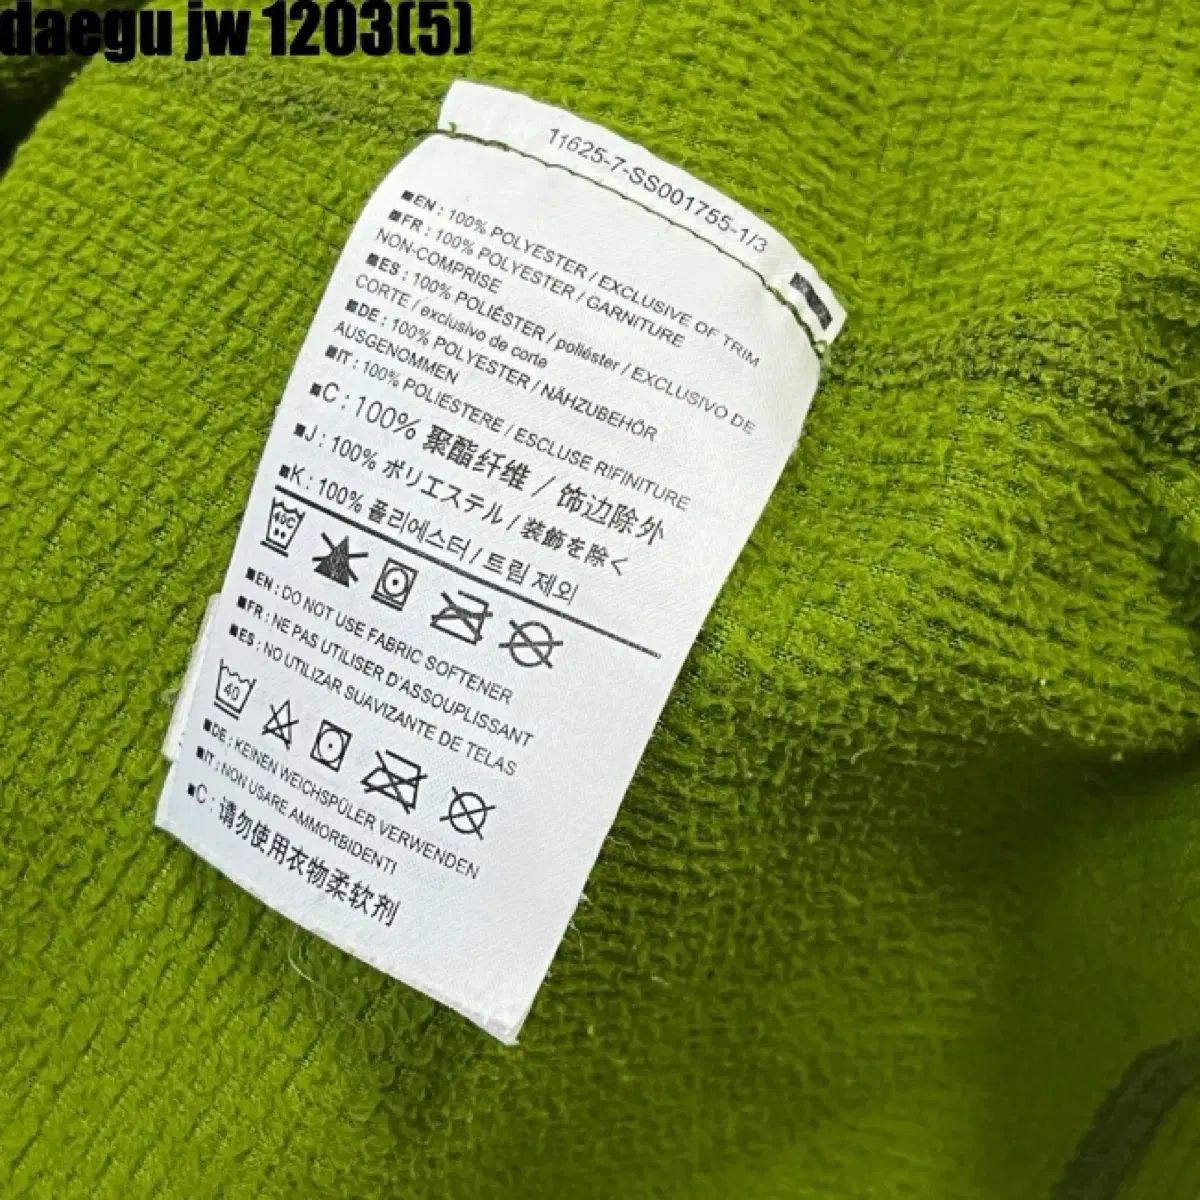 daegu jw 1203(5)
11625-7-SS001755-1/3
■EN : 100% POLYESTER / EXCLUSIVE OF TRIM
■FR : 100% POLYESTER / GARNITURE
NON-COMPRISE
■ES : 100% POLIÉSTER / poliéster / EXCLUSIVO DE
CORTE / exclusivo de corte
■DE : 100% POLYESTER / NÄHZUBEHÖR
AUSGENOMMEN
■IT : 100% POLIESTERE / ESCLUSE RIFINITURE
■C : 100% 聚酯纤维 / 饰边除外
■J : 100% ポリエステル / 装飾を除く
■K : 100% 폴리에스터 / 트림 제외
40C
■EN : DO NOT USE FABRIC SOFTENER
■FR : NE PAS UTILISER D'ASSOUPLISSANT
■ES : NO UTILIZAR SUAVIZANTE DE TELAS
40
■DE : KEINEN WEICHSPÜLER VERWENDEN
■IT : NON USARE AMMORBIDENTI
■C : 请勿使用衣物柔软剂